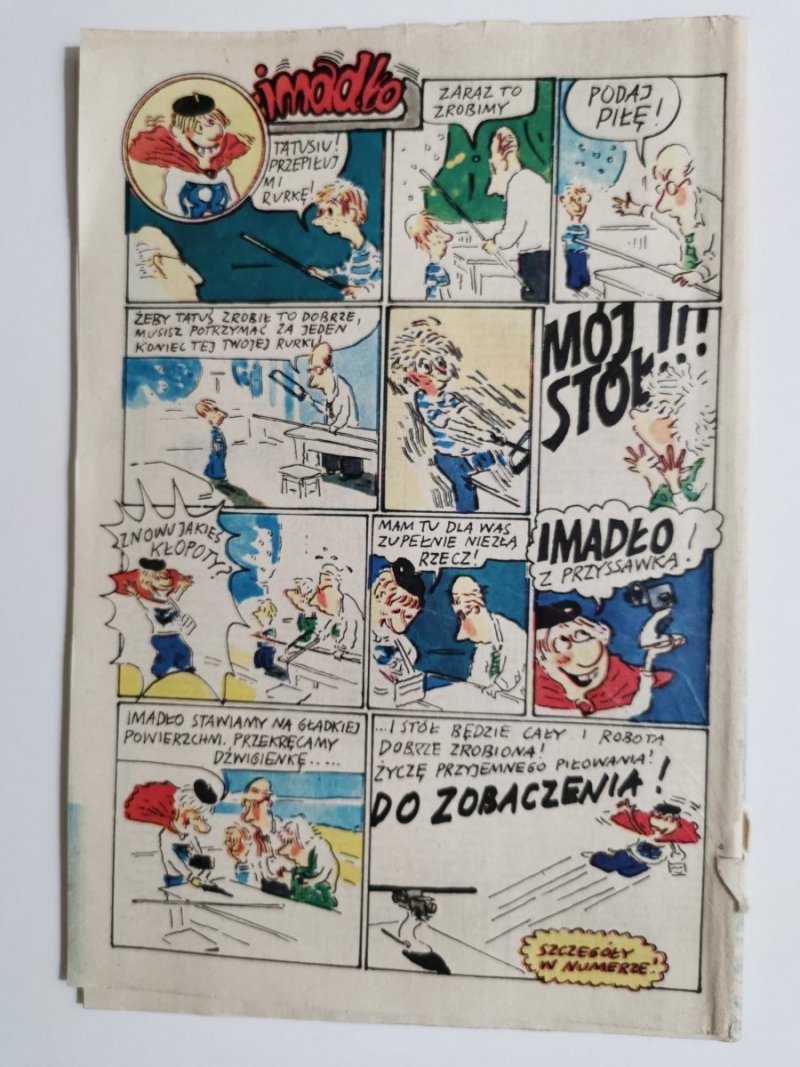 imadło
TATUSIU!
PRZEPIŁUJ
MI
RURKĘ!
ZARAZ TO
ZROBIMY
PODAJ
PIŁĘ!
ŻEBY TATUŚ ZROBIŁ TO DOBRZE,
MUSISZ POTRZYMAĆ ZA JEDEN
KONIEC TEJ TWOJEJ RURKI!
MÓJ
STÓŁ!!!
ZNOWU JAKIEŚ
KŁOPOTY?
MAM TU DLA WAS
ZUPEŁNIE NIEZŁĄ
RZECZ!
IMADŁO
Z PRZYSSAWKĄ!
IMADŁO STAWIAMY NA GŁADKIEJ
POWIERZCHNI. PRZEKRĘCAMY
DŹWIGIENKĘ.....
...I STÓŁ BĘDZIE CAŁY I ROBOTA
DOBRZE ZROBIONA!
ŻYCZĘ PRZYJEMNEGO PIŁOWANIA!
DO ZOBACZENIA!
SZCZEGÓŁY
W NUMERZE!